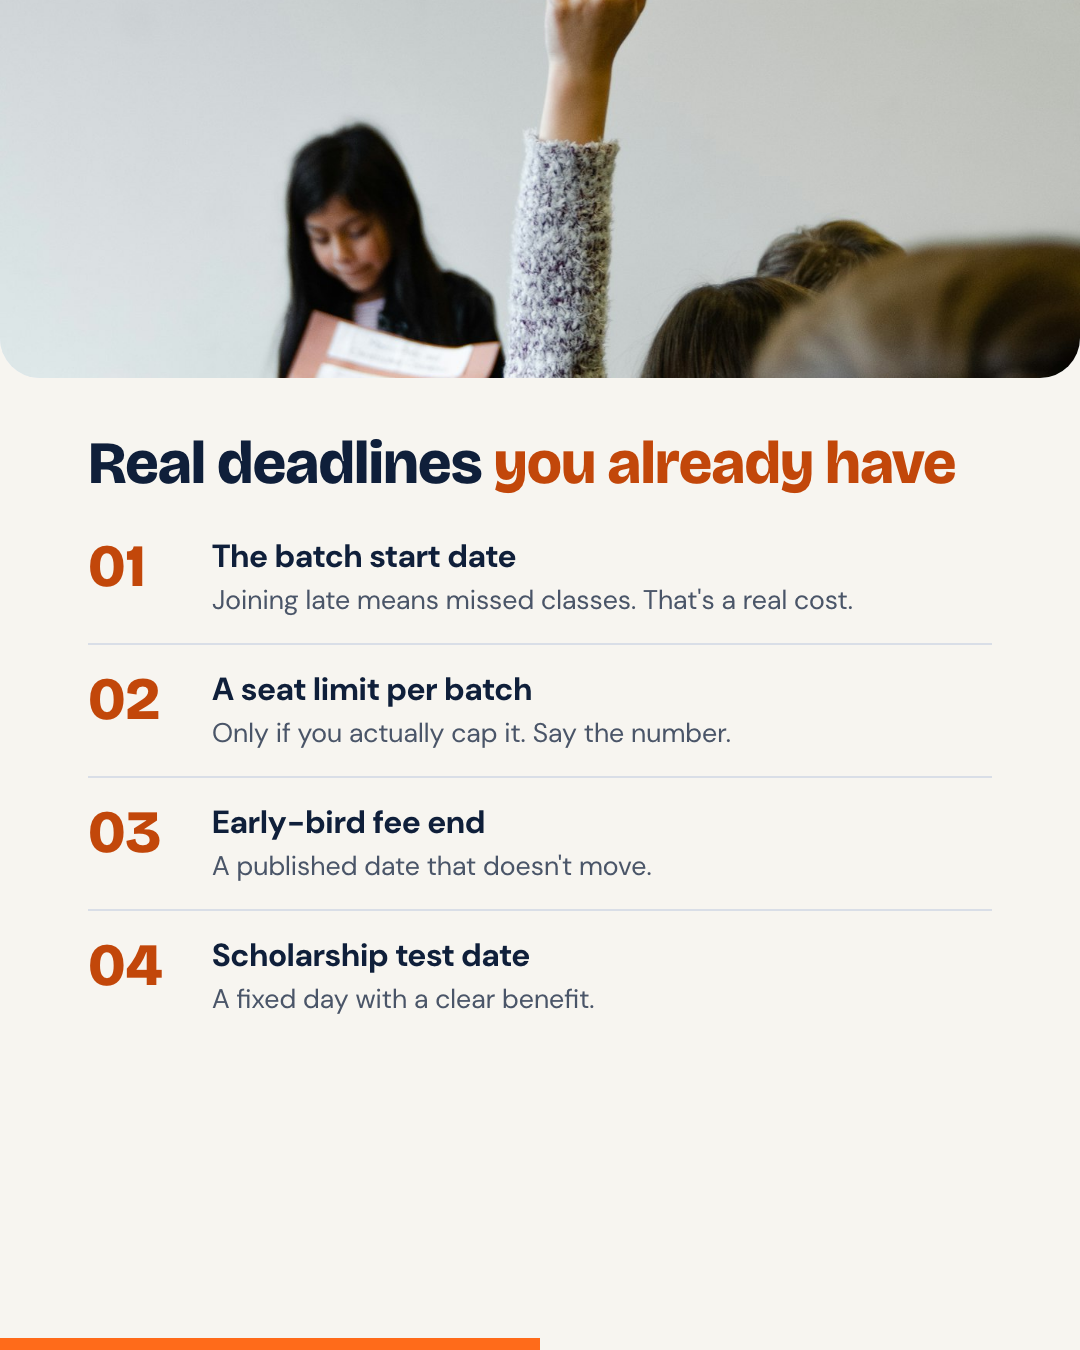 Real deadlines you already have
01
The batch start date
Joining late means missed classes. That's a real cost.
02
A seat limit per batch
Only if you actually cap it. Say the number.
03
Early-bird fee end
A published date that doesn't move.
04
Scholarship test date
A fixed day with a clear benefit.